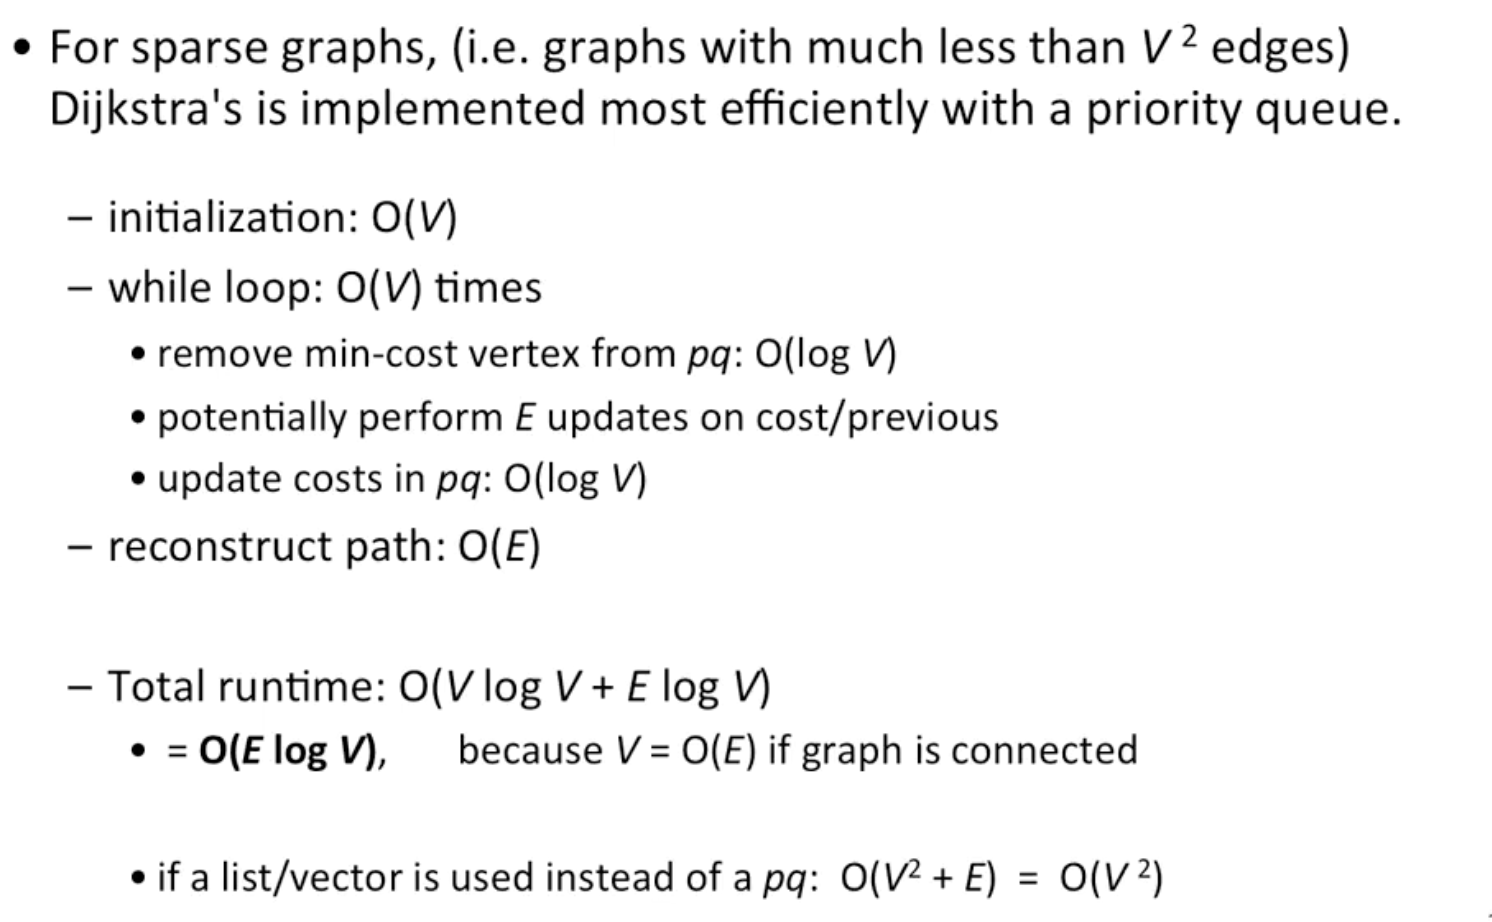 • For sparse graphs, (i.e. graphs with much less than V² edges)
Dijkstra's is implemented most efficiently with a priority queue.
– initialization: O(V)
– while loop: O(V) times
• remove min-cost vertex from pq: O(log V)
• potentially perform E updates on cost/previous
• update costs in pq: O(log V)
– reconstruct path: O(E)
– Total runtime: O(V log V + E log V)
• = O(E log V), because V = O(E) if graph is connected
• if a list/vector is used instead of a pq: O(V² + E) = O(V²)